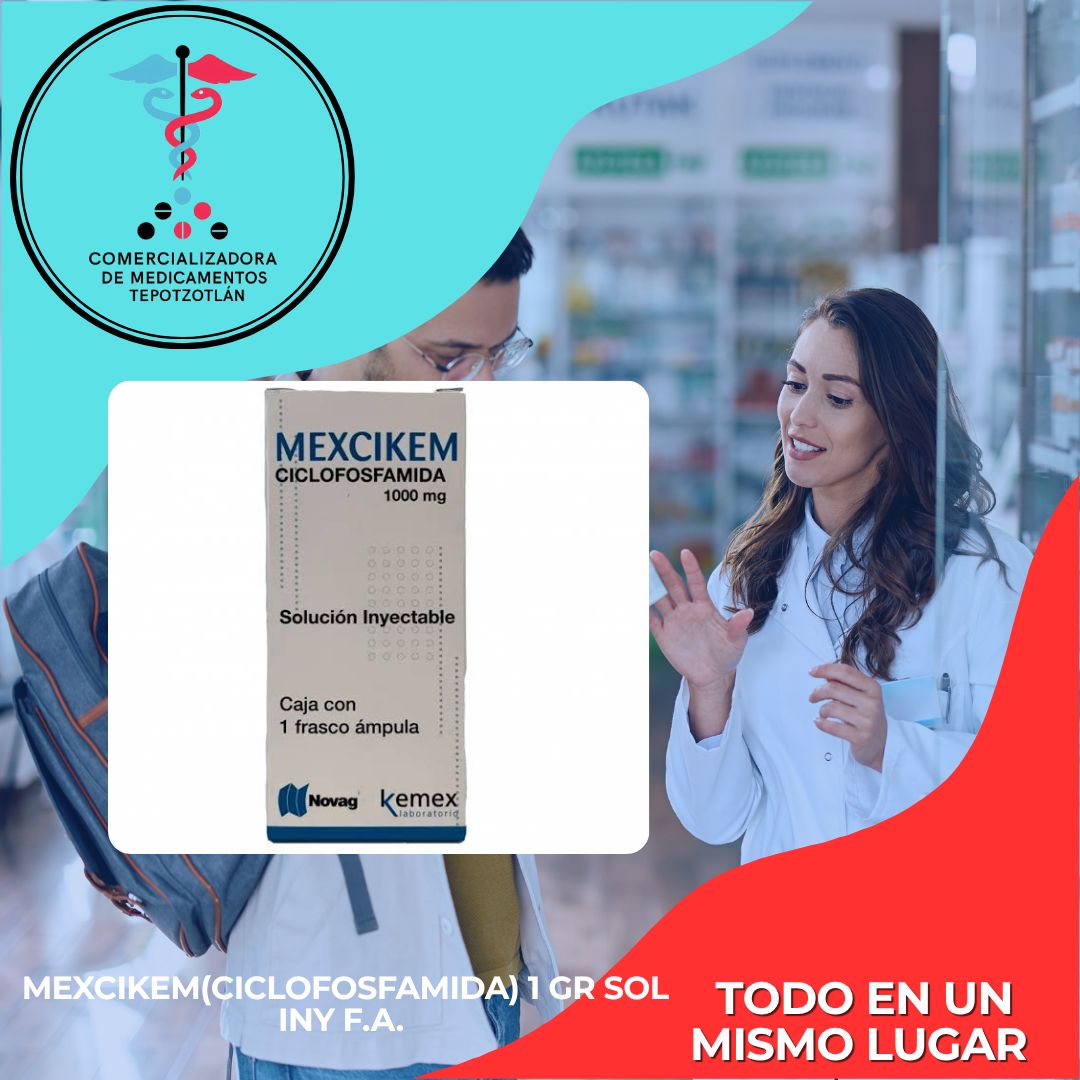 COMERCIALIZADORA
DE MEDICAMENTOS
TEPOTZOTLÁN
MEXCIKEM
CICLOFOSFAMIDA
1000 mg
Solución Inyectable
Caja con
1 frasco ámpula
Novag
Kemex
laboratorio
MEXCIKEM(CICLOFOSFAMIDA) 1 GR SOL
INY F.A.
TODO EN UN
MISMO LUGAR